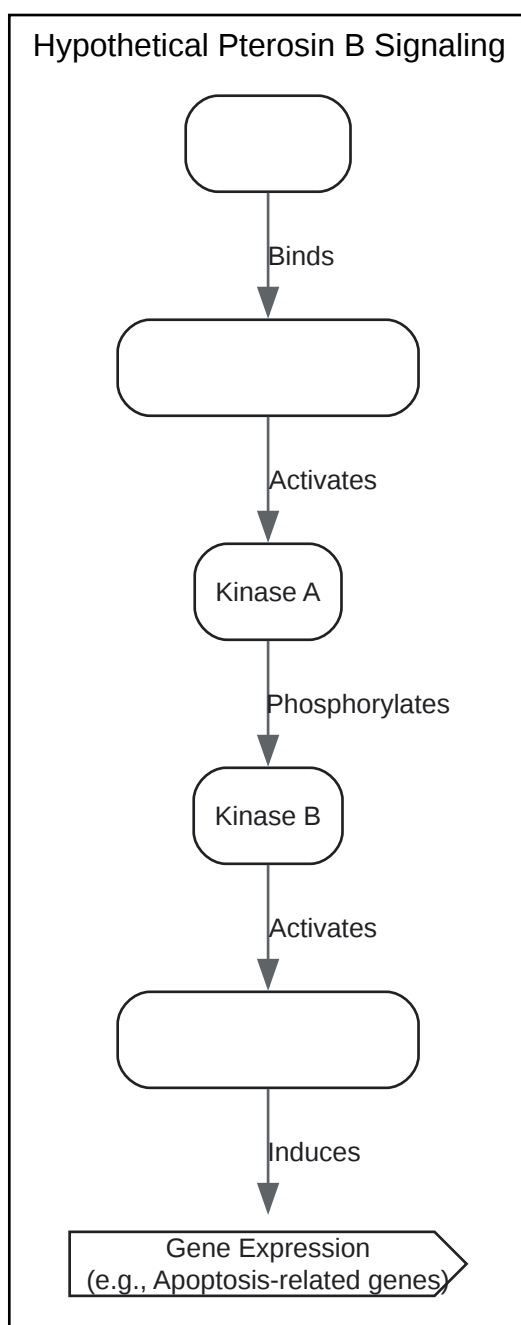 Hypothetical Pterosin B Signaling
Binds
Activates
Kinase A
Phosphorylates
Kinase B
Activates
Induces
Gene Expression
(e.g., Apoptosis-related genes)